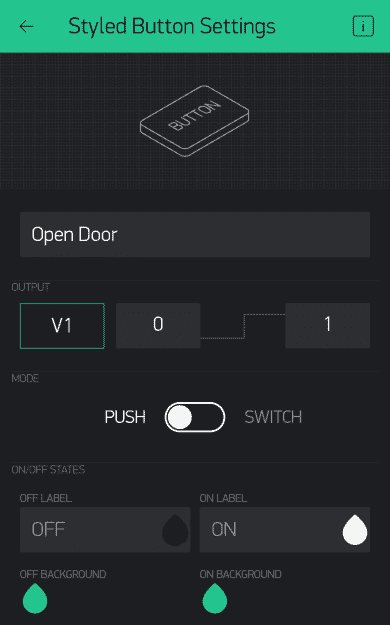 Styled Button Settings
i
BUTTON
Open Door
OUTPUT
V1 0 1
MODE
PUSH SWITCH
ON/OFF STATES
OFF LABEL ON LABEL
OFF ON
OFF BACKGROUND ON BACKGROUND